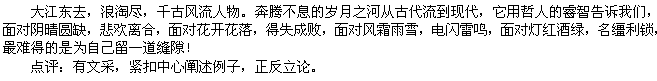 大江东去，浪淘尽，千古风流人物。奔腾不息的岁月之河从古代流到现代，它用哲人的睿智告诉我们，
面对阴晴圆缺，悲欢离合，面对花开花落，得失成败，面对风霜雨雪，电闪雷鸣，面对灯红酒绿，名缰利锁，
最难得的是为自己留一道缝隙！
点评：有文采，紧扣中心阐述例子，正反立论。